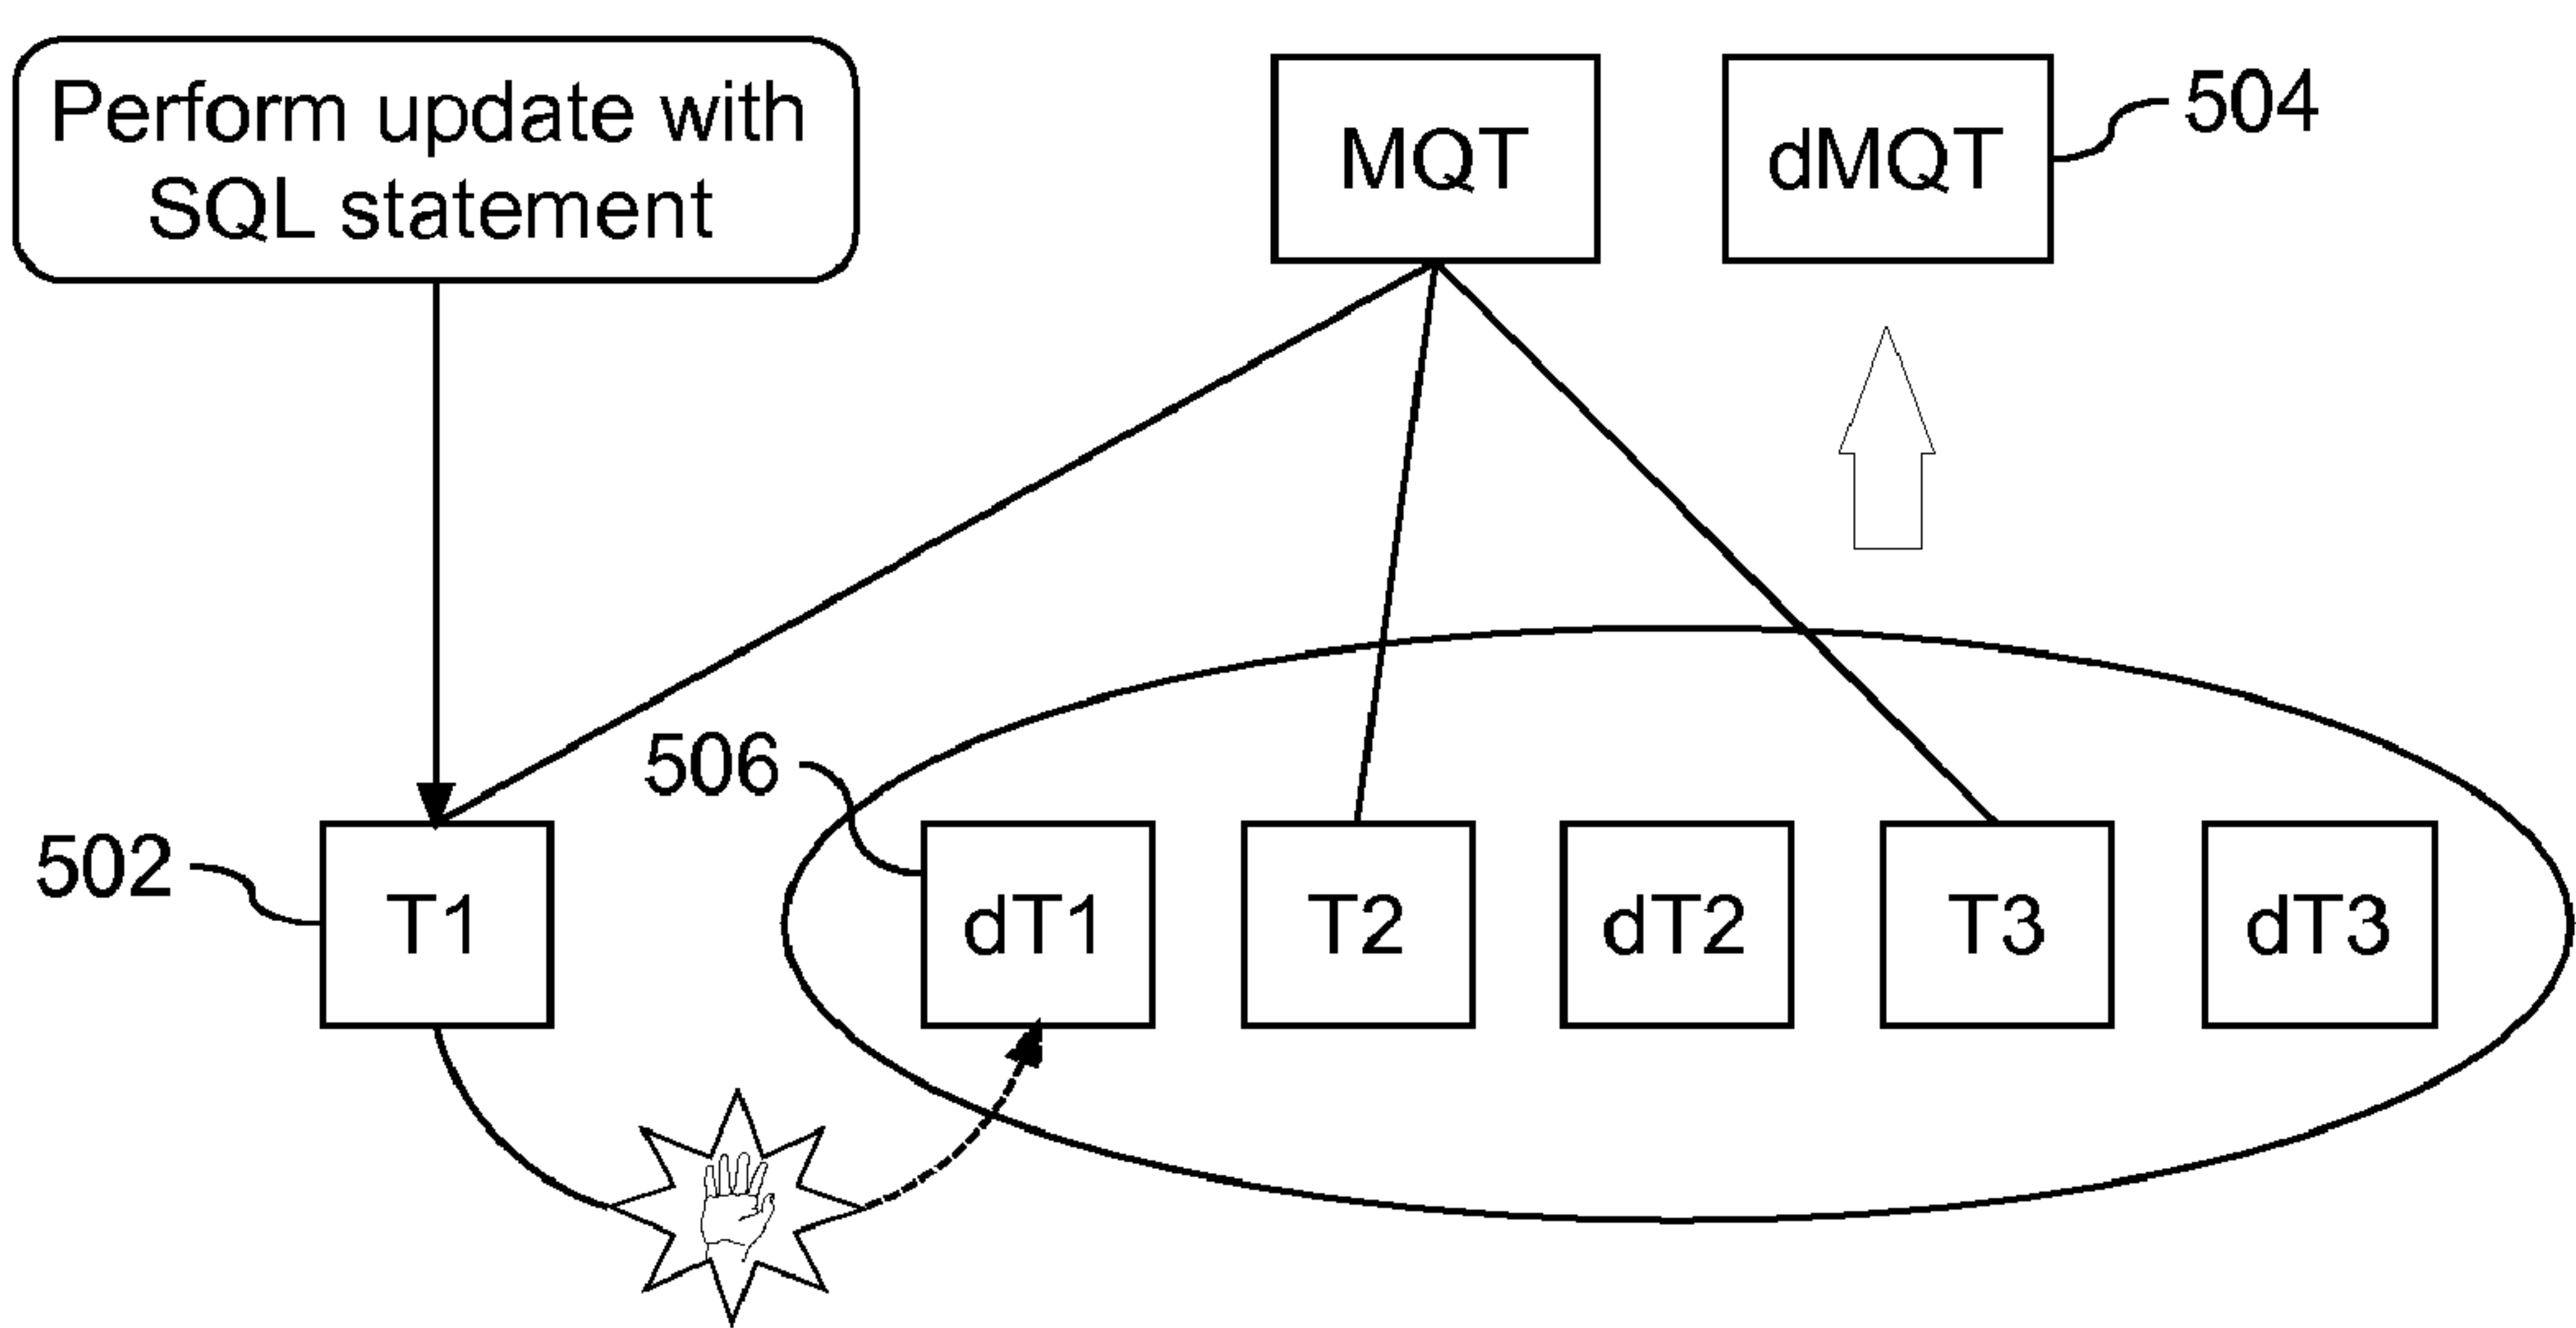 Perform update with
SQL statement
MQT
dMQT
504
506
502
T1
dT1
T2
dT2
T3
dT3